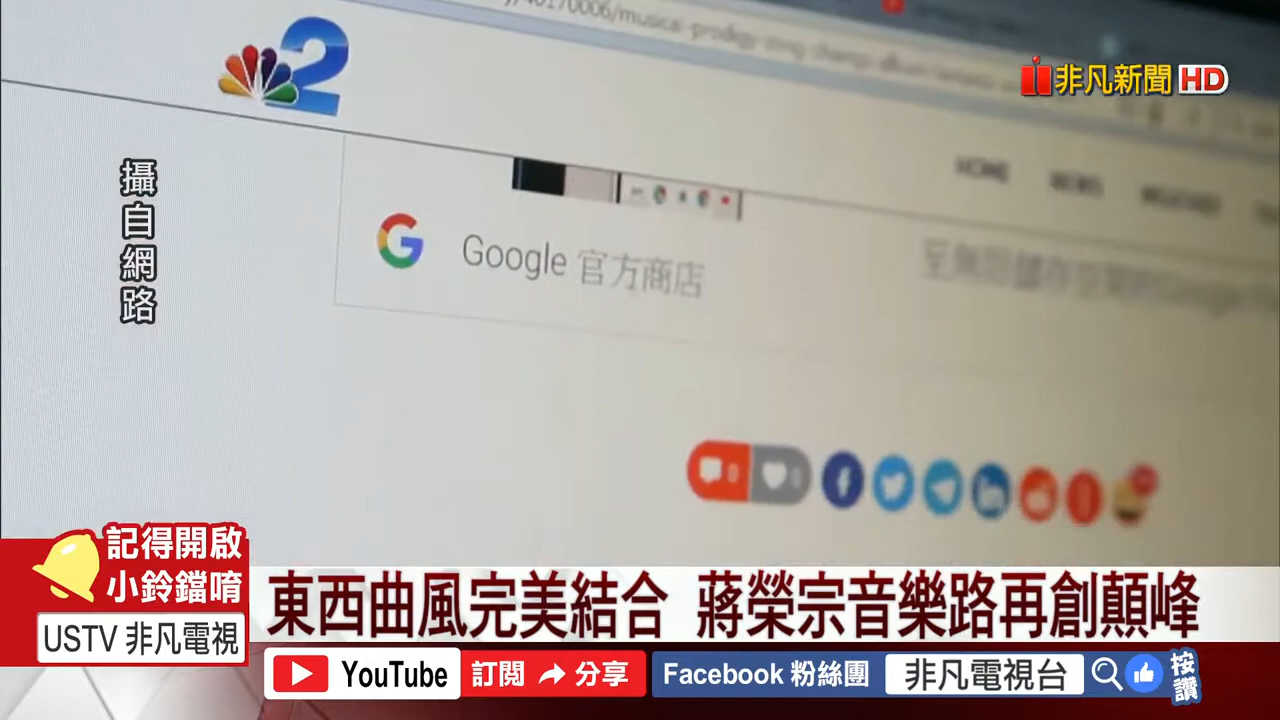 2
非凡新聞 HD
攝自網路
HOME NEWS WEATHER
Google 官方商店
記得開啟
小鈴鐺唷
USTV 非凡電視
東西曲風完美結合 蔣榮宗音樂路再創顛峰
YouTube 訂閱 分享 Facebook 粉絲團 非凡電視台 按讚